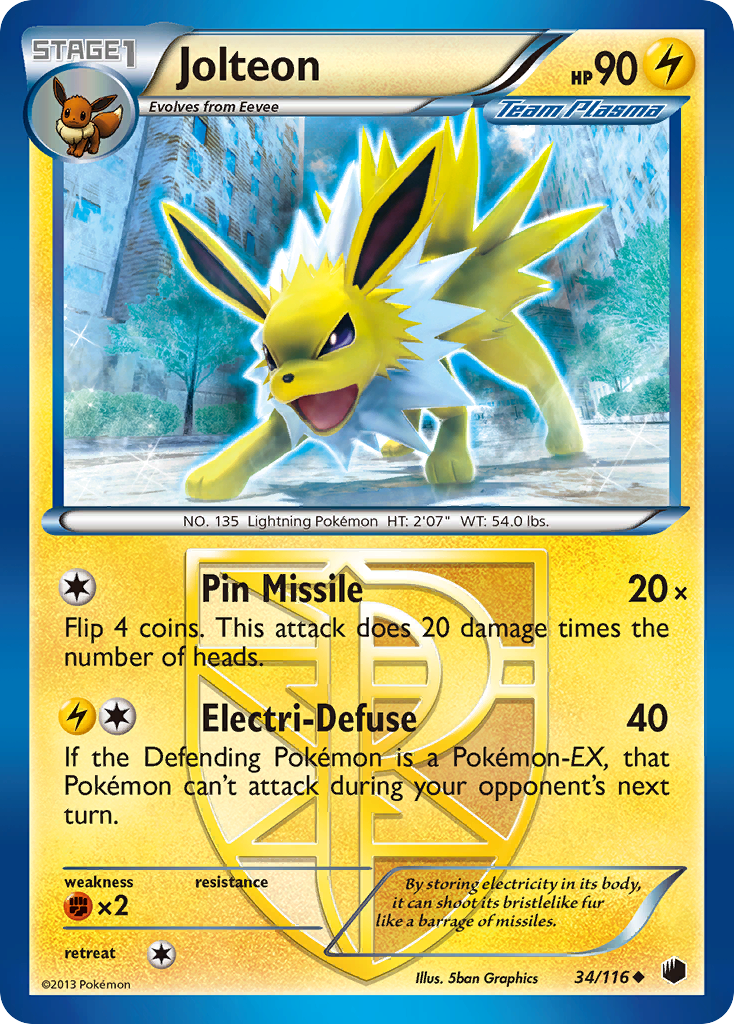 STAGE1
Jolteon
HP 90
Evolves from Eevee
Team Plasma
NO. 135 Lightning Pokémon HT: 2'07" WT: 54.0 lbs.
Pin Missile 20×
Flip 4 coins. This attack does 20 damage times the
number of heads.
Electri-Defuse 40
If the Defending Pokémon is a Pokémon-EX, that
Pokémon can't attack during your opponent's next
turn.
weakness resistance
×2
retreat
By storing electricity in its body,
it can shoot its bristlelike fur
like a barrage of missiles.
©2013 Pokémon
Illus. 5ban Graphics 34/116 ◆